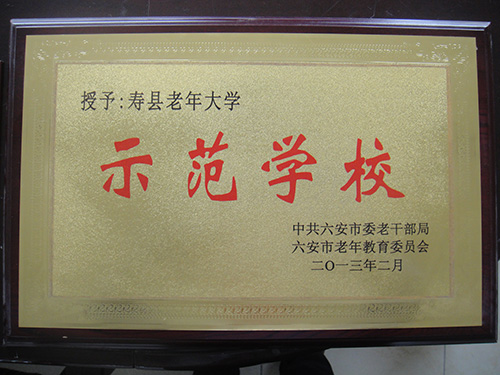 授予:寿县老年大学
示范学校
中共六安市委老干部局
六安市老年教育委员会
二〇一三年二月